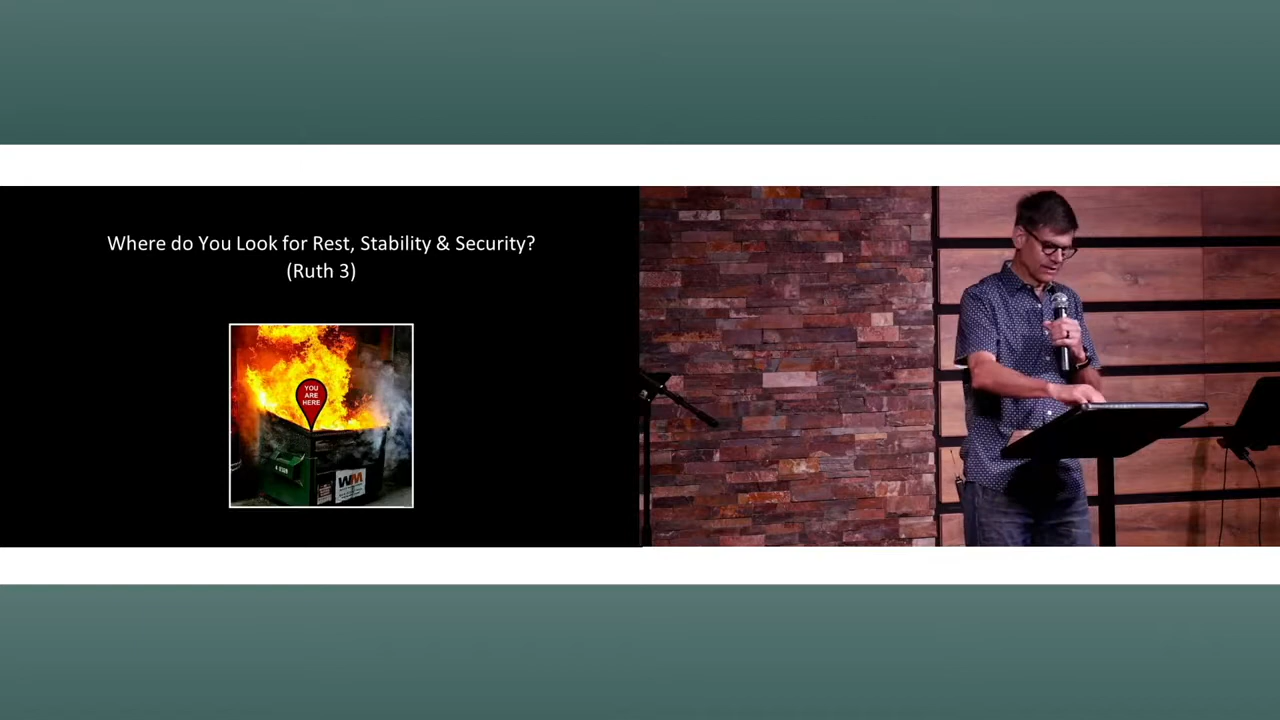 Where do You Look for Rest, Stability & Security?
(Ruth 3)
YOU
ARE
HERE
WM